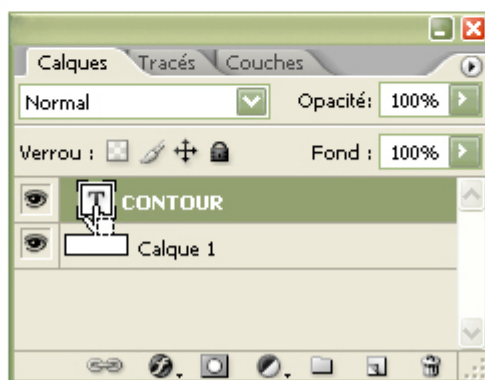 Calques Tracés Couches
Normal Opacité: 100%
Verrou : Fond : 100%
T CONTOUR
Calque 1